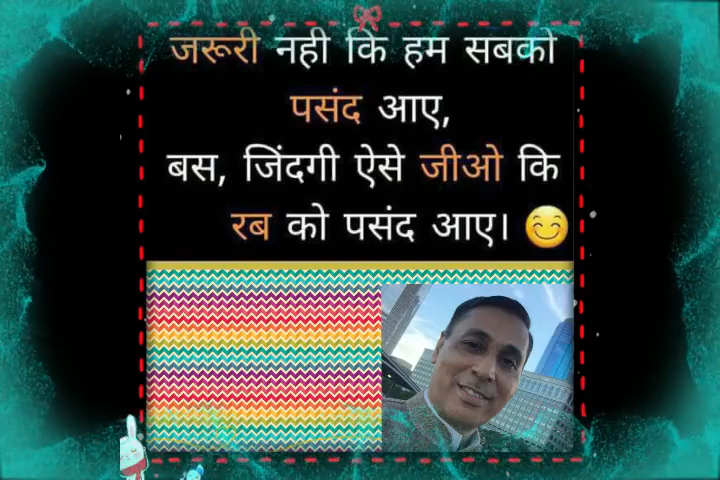 जरूरी नही कि हम सबको
पसंद आए,
बस, जिंदगी ऐसे जीओ कि
रब को पसंद आए। 😊